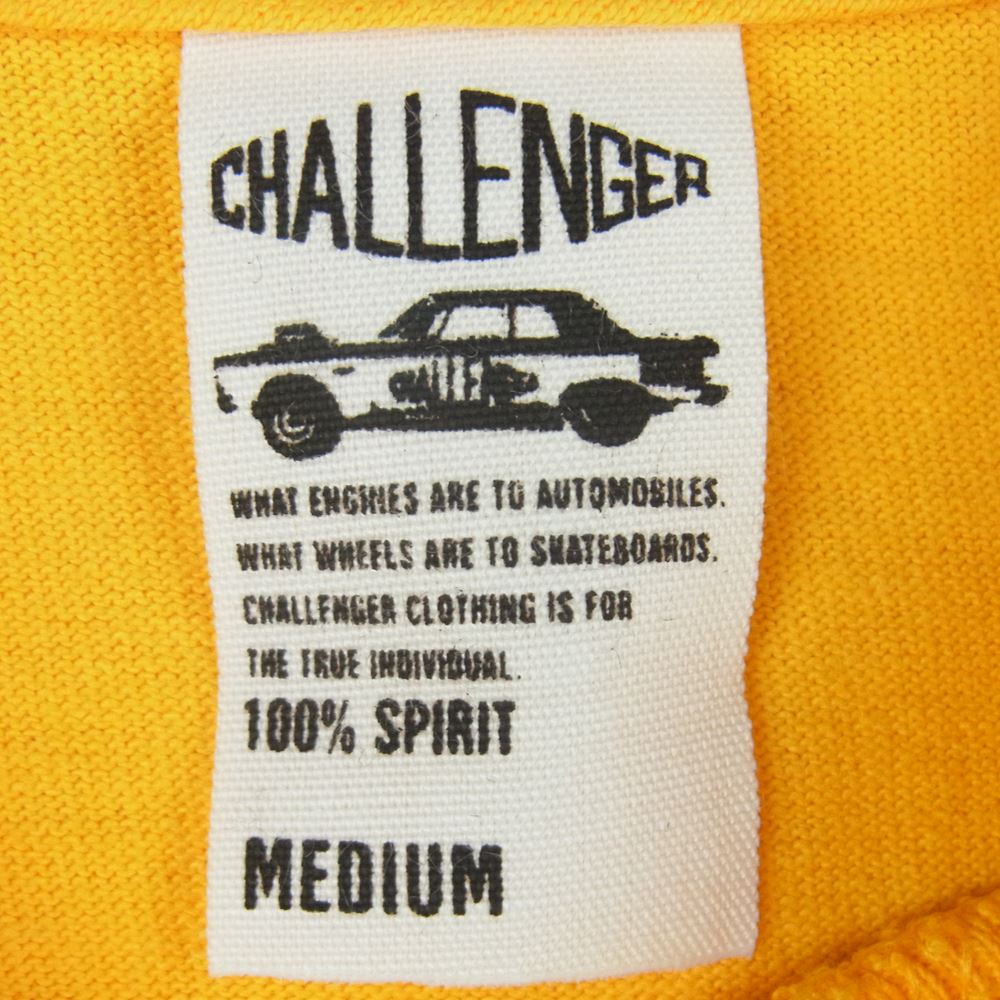 CHALLENGER
CHALLENGER
WHAT ENGINES ARE TO AUTOMOBILES.
WHAT WHEELS ARE TO SKATEBOARDS.
CHALLENGER CLOTHING IS FOR
THE TRUE INDIVIDUAL.
100% SPIRIT
MEDIUM